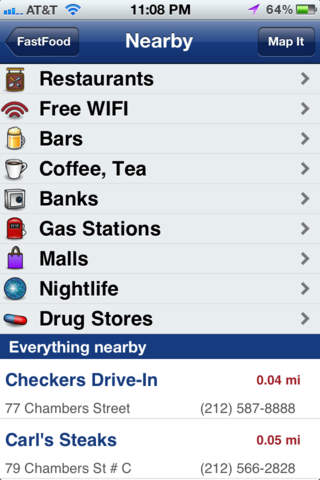 AT&T 11:08 PM 64%
FastFood Nearby Map It
Restaurants
Free WIFI
Bars
Coffee, Tea
Banks
Gas Stations
Malls
Nightlife
Drug Stores
Everything nearby
Checkers Drive-In 0.04 mi
77 Chambers Street (212) 587-8888
Carl's Steaks 0.05 mi
79 Chambers St # C (212) 566-2828